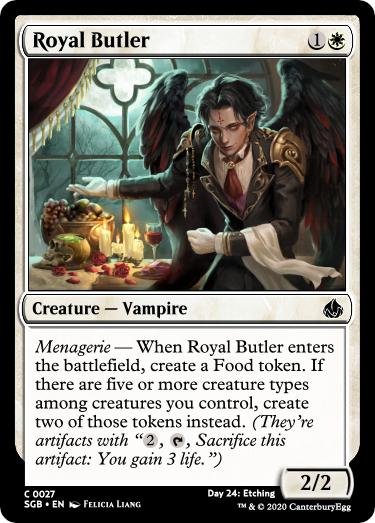 Royal Butler 1
Creature — Vampire
Menagerie — When Royal Butler enters
the battlefield, create a Food token. If
there are five or more creature types
among creatures you control, create
two of those tokens instead. (They're
artifacts with “2, , Sacrifice this
artifact: You gain 3 life.”)
2/2
C 0027
Day 24: Etching
SGB • EN Felicia Liang
™ & © 2020 CanterburyEgg